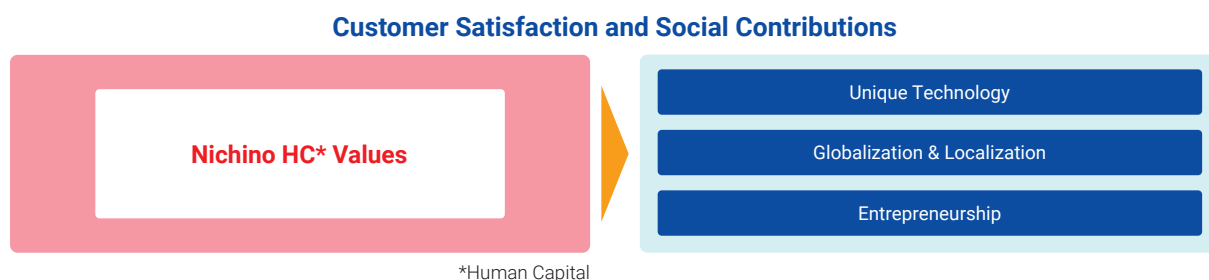 Customer Satisfaction and Social Contributions
Nichino HC* Values
Unique Technology
Globalization & Localization
Entrepreneurship
*Human Capital